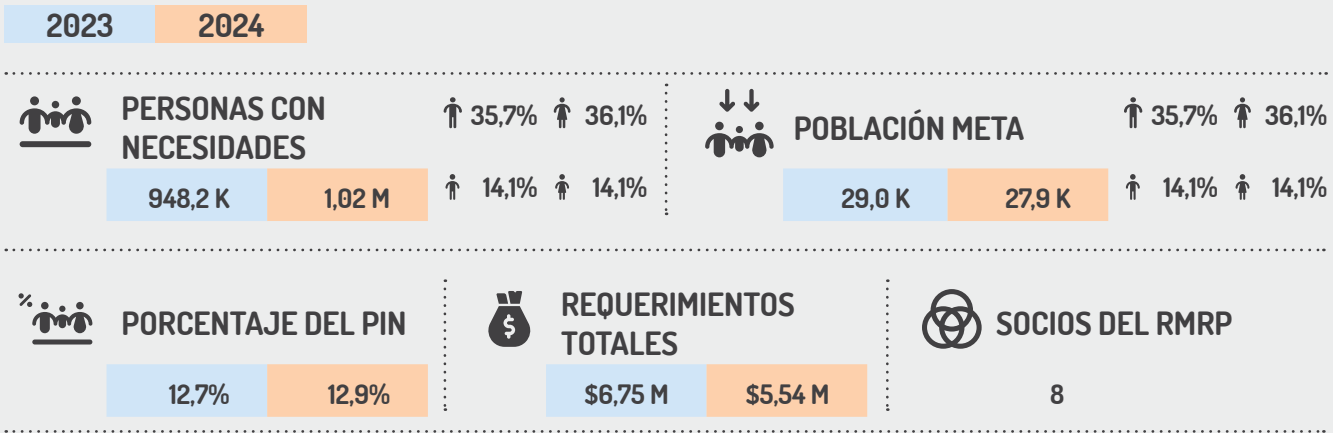 2023 2024
PERSONAS CON
NECESIDADES
35,7% 36,1%
948,2 K 1,02 M
14,1% 14,1%
POBLACIÓN META
35,7% 36,1%
29,0 K 27,9 K
14,1% 14,1%
%
PORCENTAJE DEL PIN
12,7% 12,9%
$
REQUERIMIENTOS
TOTALES
$6,75 M $5,54 M
SOCIOS DEL RMRP
8